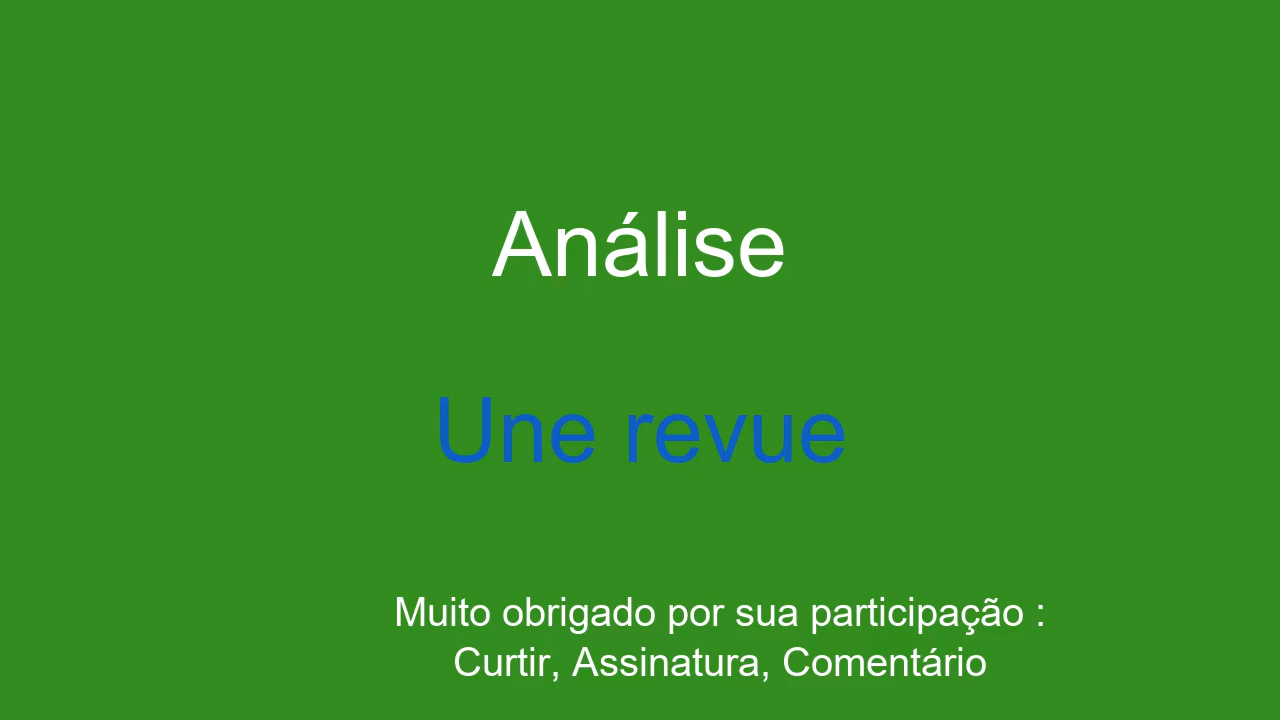 Análise
Une revue
Muito obrigado por sua participação :
Curtir, Assinatura, Comentário